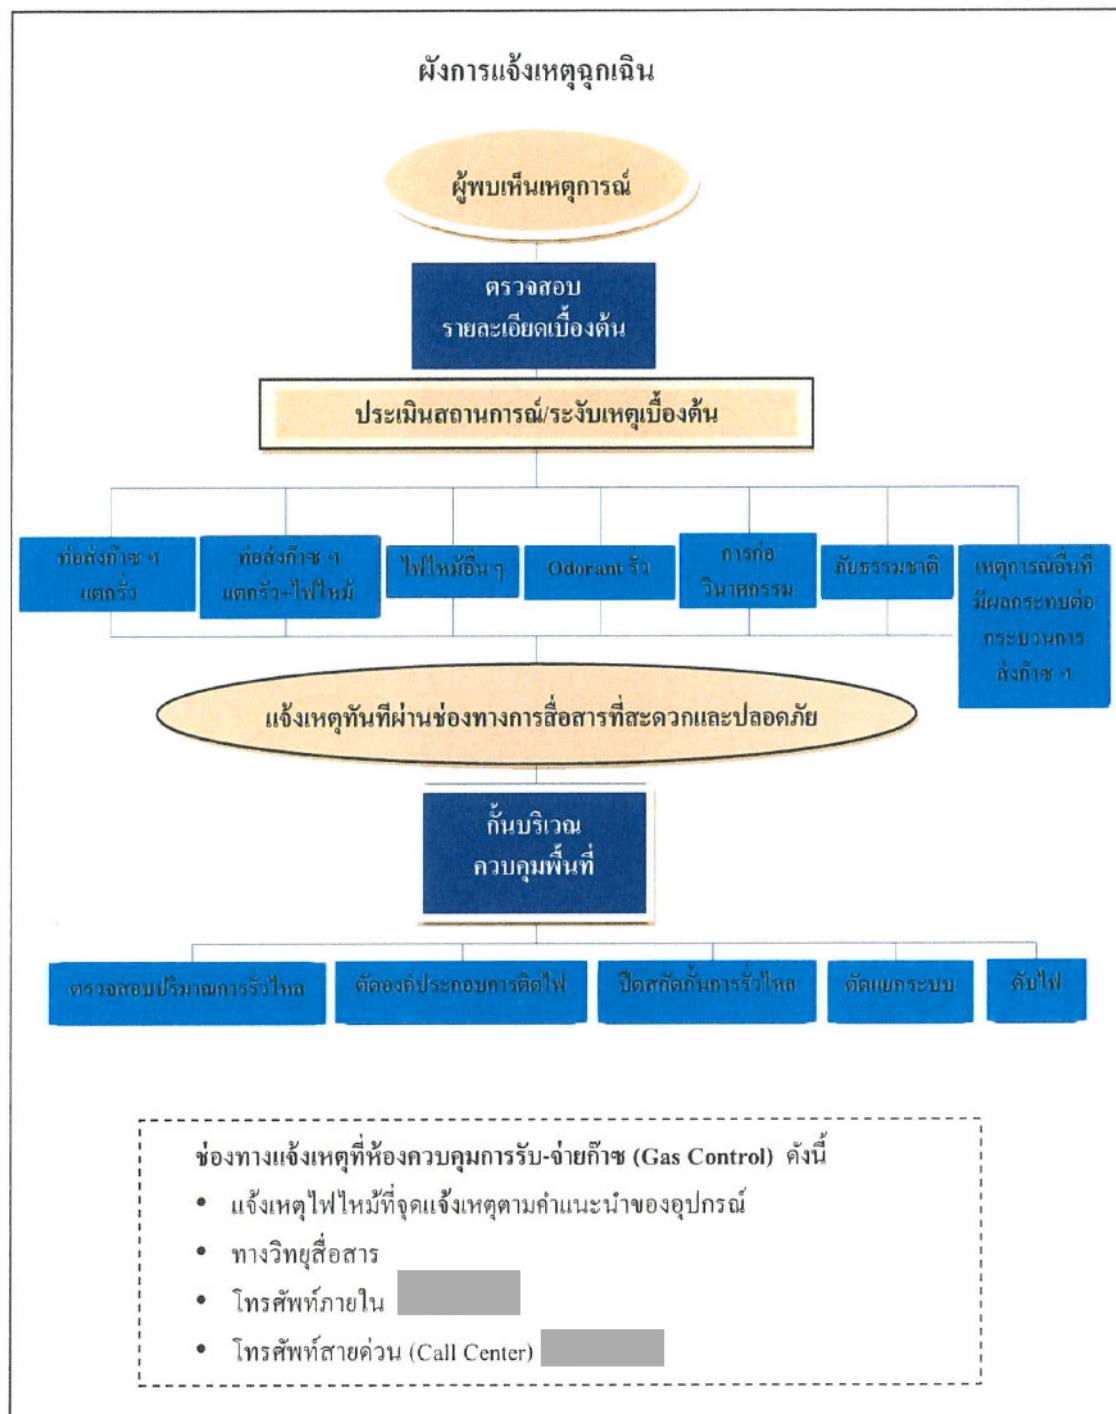 ผังการแจ้งเหตุฉุกเฉิน
ผู้พบเห็นเหตุการณ์
ตรวจสอบ
รายละเอียดเบื้องต้น
ประเมินสถานการณ์/ระงับเหตุเบื้องต้น
ท่อส่งก๊าซ ฯ
แตกรั่ว
ท่อส่งก๊าซ ฯ
แตกรั่ว+ไฟไหม้
ไฟไหม้อื่น ๆ
Odorant รั่ว
การก่อ
วินาศกรรม
ภัยธรรมชาติ
เหตุการณ์อื่นที่
มีผลกระทบต่อ
กระบวนการ
ส่งก๊าซ ฯ
แจ้งเหตุทันทีผ่านช่องทางการสื่อสารที่สะดวกและปลอดภัย
กั้นบริเวณ
ควบคุมพื้นที่
ตรวจสอบปริมาณการรั่วไหล
ตัดองค์ประกอบการติดไฟ
ปิดสกัดกั้นการรั่วไหล
ตัดแยกระบบ
ดับไฟ
ช่องทางแจ้งเหตุที่ห้องควบคุมการรับ-จ่ายก๊าซ (Gas Control) ดังนี้
• แจ้งเหตุไฟไหม้ที่จุดแจ้งเหตุตามคำแนะนำของอุปกรณ์
• ทางวิทยุสื่อสาร
• โทรศัพท์ภายใน
• โทรศัพท์สายด่วน (Call Center)